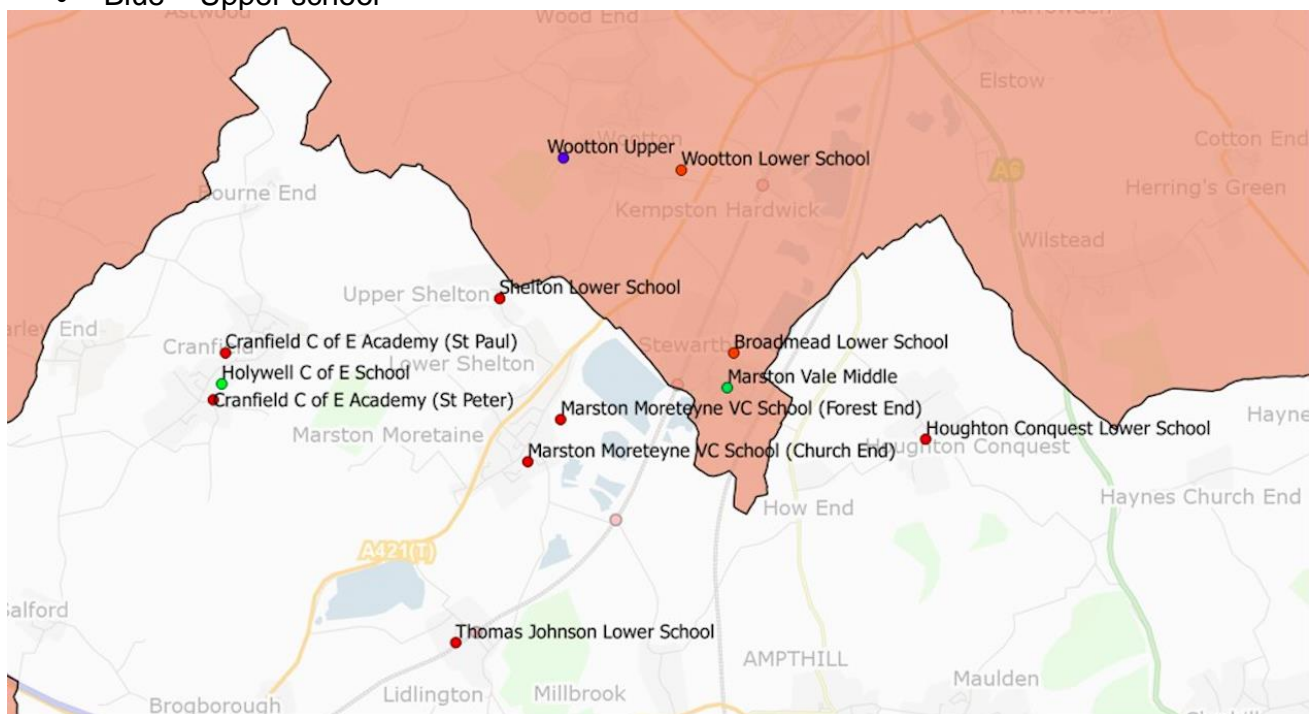 Blue – Upper school
Astwood
Wood End
Harrowden
Elstow
Wootton
Wootton Upper
Wootton Lower School
Cotton End
A6
Herring's Green
Bourne End
Kempston Hardwick
Wilstead
Upper Shelton
Shelton Lower School
Cranfield
Cranfield C of E Academy (St Paul)
Lower Shelton
Stewartb
Broadmead Lower School
Holywell C of E School
Marston Vale Middle
Cranfield C of E Academy (St Peter)
Marston Moreteyne VC School (Forest End)
Marston Moretaine
Houghton Conquest Lower School
Houghton Conquest
Marston Moreteyne VC School (Church End)
Haynes Church End
How End
A421(T)
Salford
Thomas Johnson Lower School
AMPTHILL
Maulden
Lidlington
Millbrook
Brogborough